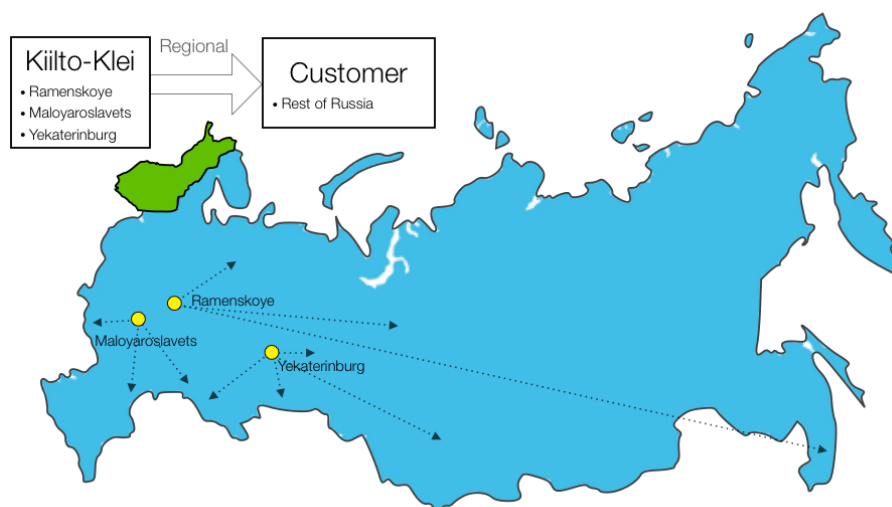 Kiilto-Klei
• Ramenskoye
• Maloyaroslavets
• Yekaterinburg
Regional
Customer
• Rest of Russia
Ramenskoye
Maloyaroslavets
Yekaterinburg